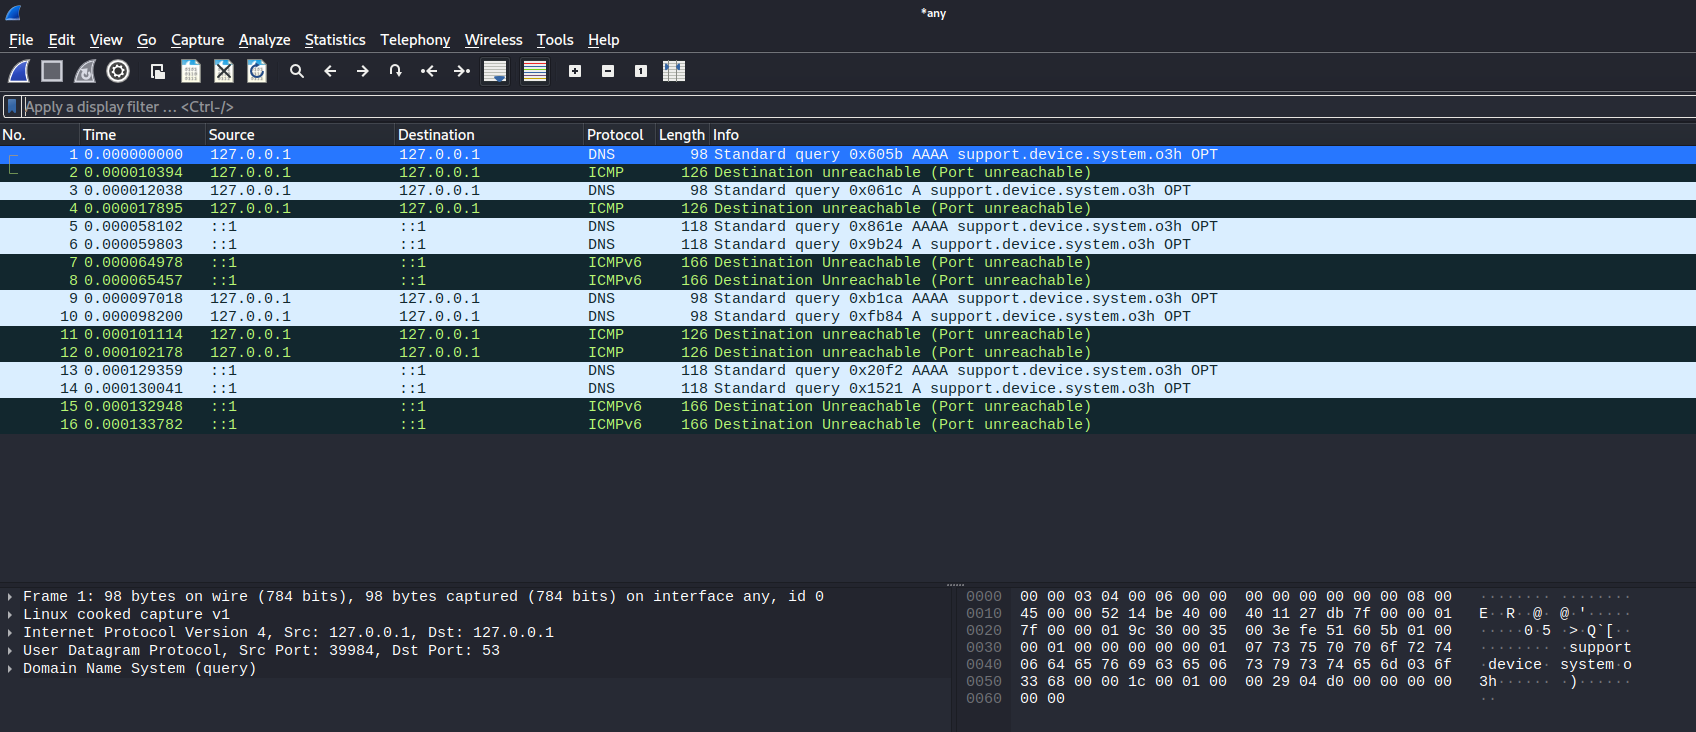 *any
File Edit View Go Capture Analyze Statistics Telephony Wireless Tools Help
Apply a display filter ... <Ctrl-/>
No. Time Source Destination Protocol Length Info
1 0.000000000 127.0.0.1 127.0.0.1 DNS 98 Standard query 0x605b AAAA support.device.system.o3h OPT
2 0.000010394 127.0.0.1 127.0.0.1 ICMP 126 Destination unreachable (Port unreachable)
3 0.000012038 127.0.0.1 127.0.0.1 DNS 98 Standard query 0x061c A support.device.system.o3h OPT
4 0.000017895 127.0.0.1 127.0.0.1 ICMP 126 Destination unreachable (Port unreachable)
5 0.000058102 ::1 ::1 DNS 118 Standard query 0x861e AAAA support.device.system.o3h OPT
6 0.000059803 ::1 ::1 DNS 118 Standard query 0x9b24 A support.device.system.o3h OPT
7 0.000064978 ::1 ::1 ICMPv6 166 Destination Unreachable (Port unreachable)
8 0.000065457 ::1 ::1 ICMPv6 166 Destination Unreachable (Port unreachable)
9 0.000097018 127.0.0.1 127.0.0.1 DNS 98 Standard query 0xb1ca AAAA support.device.system.o3h OPT
10 0.000098200 127.0.0.1 127.0.0.1 DNS 98 Standard query 0xfb84 A support.device.system.o3h OPT
11 0.000101114 127.0.0.1 127.0.0.1 ICMP 126 Destination unreachable (Port unreachable)
12 0.000102178 127.0.0.1 127.0.0.1 ICMP 126 Destination unreachable (Port unreachable)
13 0.000129359 ::1 ::1 DNS 118 Standard query 0x20f2 AAAA support.device.system.o3h OPT
14 0.000130041 ::1 ::1 DNS 118 Standard query 0x1521 A support.device.system.o3h OPT
15 0.000132948 ::1 ::1 ICMPv6 166 Destination Unreachable (Port unreachable)
16 0.000133782 ::1 ::1 ICMPv6 166 Destination Unreachable (Port unreachable)
Frame 1: 98 bytes on wire (784 bits), 98 bytes captured (784 bits) on interface any, id 0
Linux cooked capture v1
Internet Protocol Version 4, Src: 127.0.0.1, Dst: 127.0.0.1
User Datagram Protocol, Src Port: 39984, Dst Port: 53
Domain Name System (query)
0000 00 00 03 04 00 06 00 00 00 00 00 00 00 00 08 00 ········ ········
0010 45 00 00 52 14 be 40 00 40 11 27 db 7f 00 00 01 E··R··@· @·'·····
0020 7f 00 00 01 9c 30 00 35 00 3e fe 51 60 5b 01 00 ·····0·5 ·>·Q`[··
0030 00 01 00 00 00 00 00 01 07 73 75 70 70 6f 72 74 ········ ·support
0040 06 64 65 76 69 63 65 06 73 79 73 74 65 6d 03 6f ·device· system·o
0050 33 68 00 00 1c 00 01 00 00 29 04 d0 00 00 00 00 3h······ ·)······
0060 00 00 ··